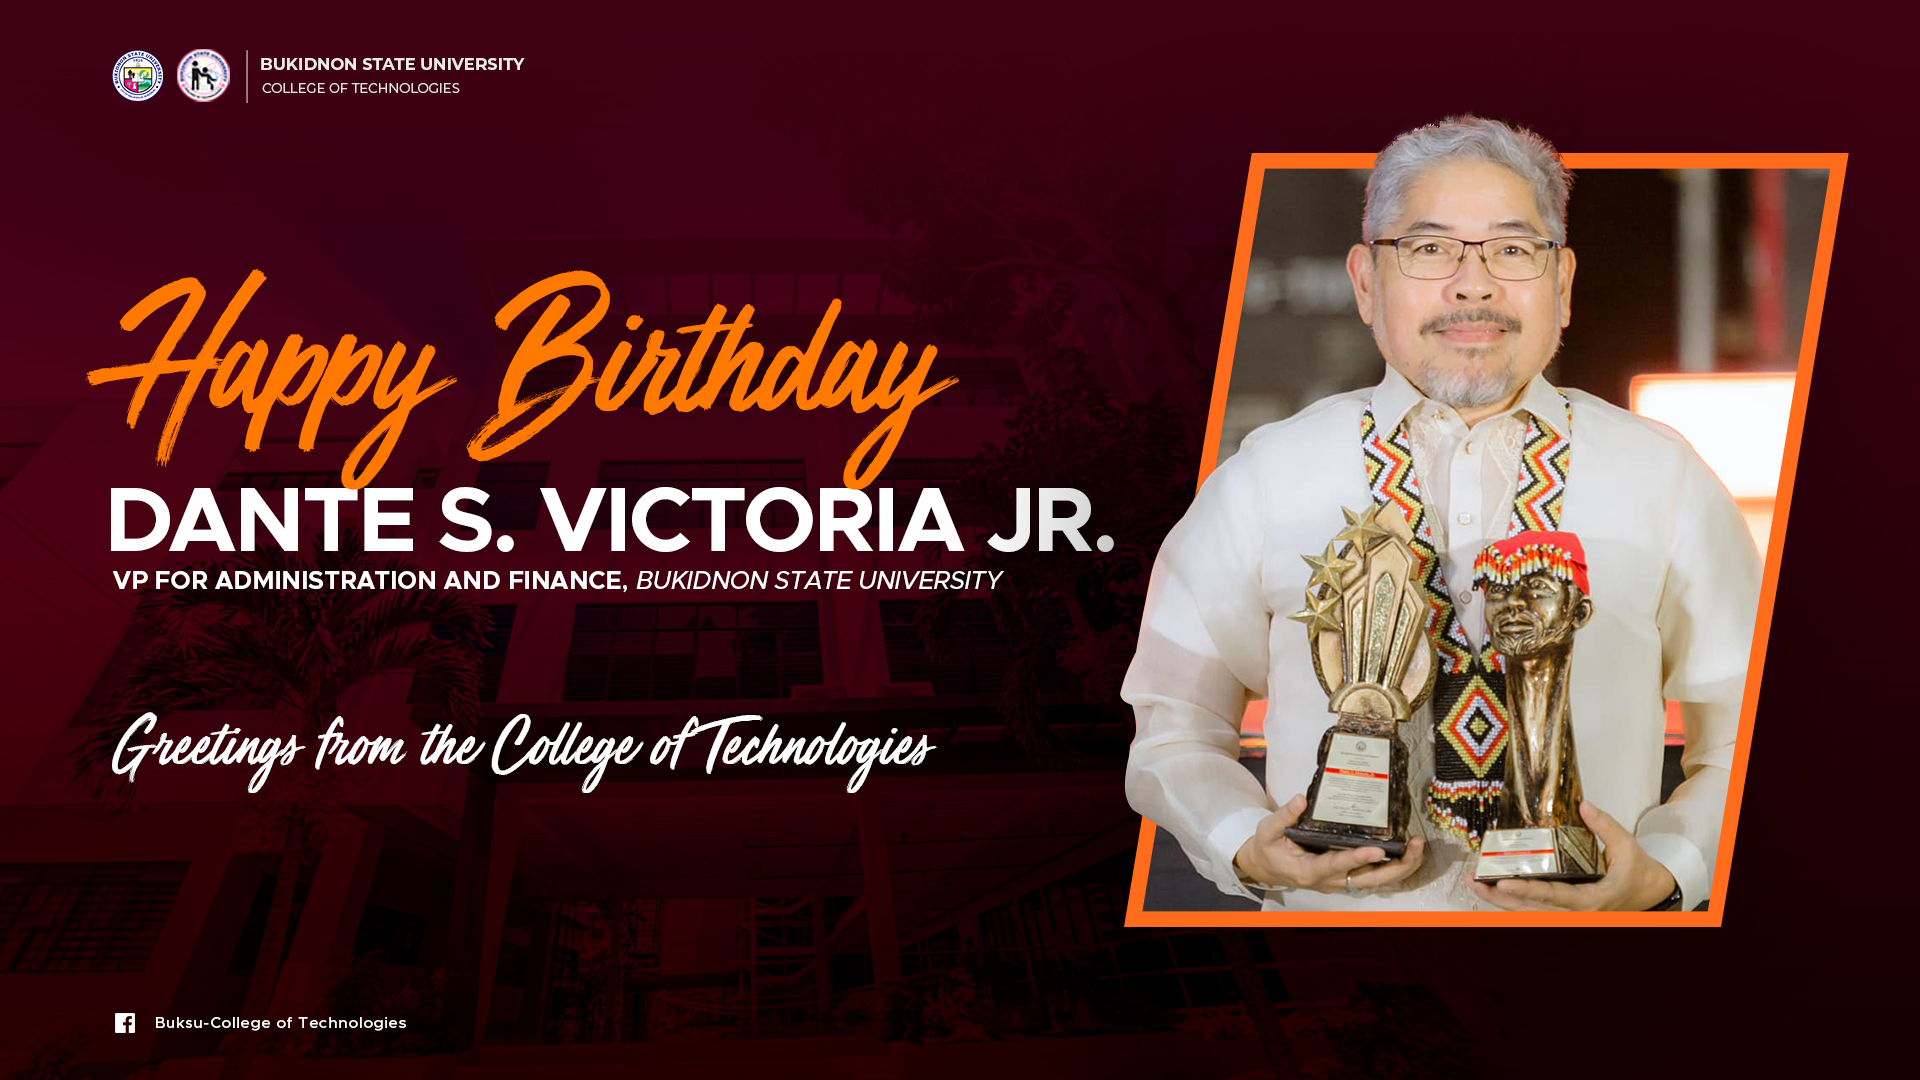 BUKIDNON STATE UNIVERSITY
COLLEGE OF TECHNOLOGIES
Happy Birthday
DANTE S. VICTORIA JR.
VP FOR ADMINISTRATION AND FINANCE, BUKIDNON STATE UNIVERSITY
Greetings from the College of Technologies
Buksu-College of Technologies